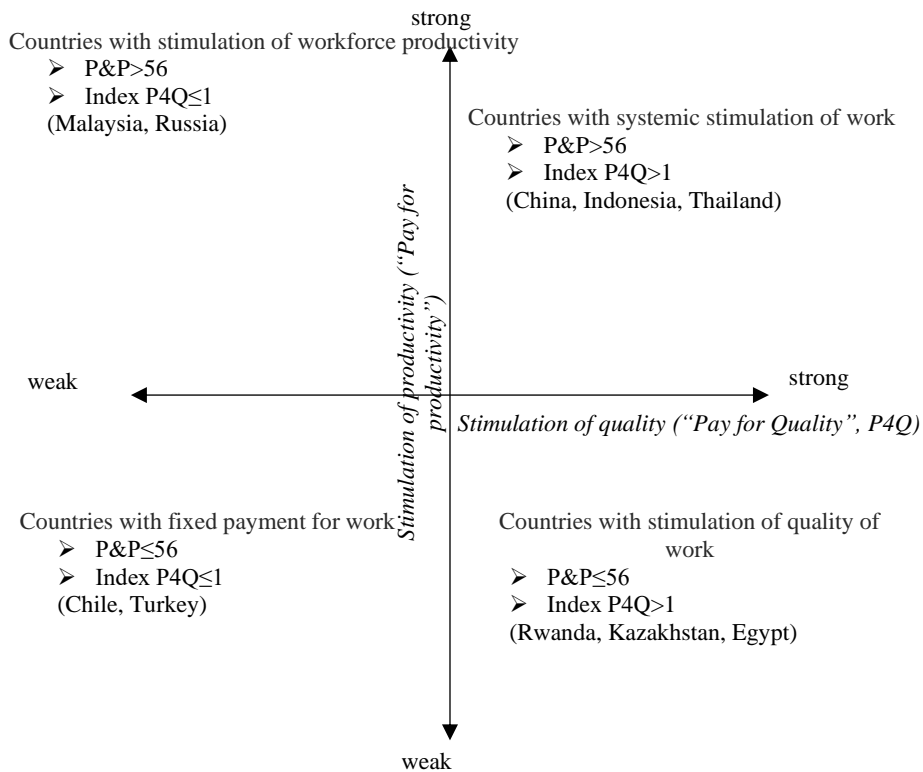 strong
Countries with stimulation of workforce productivity
➢ P&P>56
➢ Index P4Q≤1
(Malaysia, Russia)
Countries with systemic stimulation of work
➢ P&P>56
➢ Index P4Q>1
(China, Indonesia, Thailand)
Stimulation of productivity (“Pay for
productivity”)
weak
strong
Stimulation of quality (“Pay for Quality”, P4Q)
Countries with fixed payment for work
➢ P&P≤56
➢ Index P4Q≤1
(Chile, Turkey)
Countries with stimulation of quality of
work
➢ P&P≤56
➢ Index P4Q>1
(Rwanda, Kazakhstan, Egypt)
weak